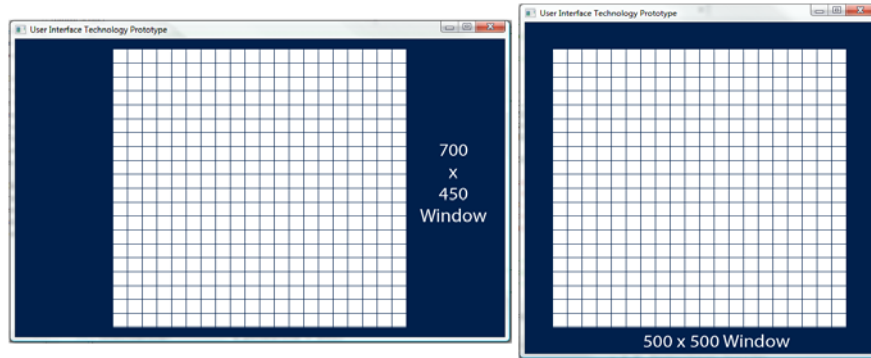 User Interface Technology Prototype
700
x
450
Window
User Interface Technology Prototype
500 x 500 Window